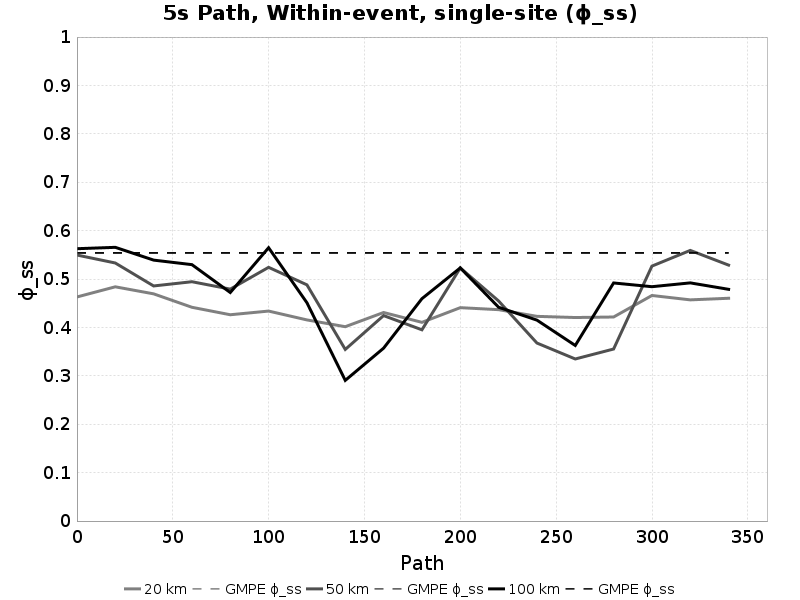 5s Path, Within-event, single-site (ϕ_ss)
1
0.9
0.8
0.7
0.6
0.5
0.4
0.3
0.2
0.1
0
ϕ_ss
0 50 100 150 200 250 300 350
Path
20 km GMPE ϕ_ss 50 km GMPE ϕ_ss 100 km GMPE ϕ_ss